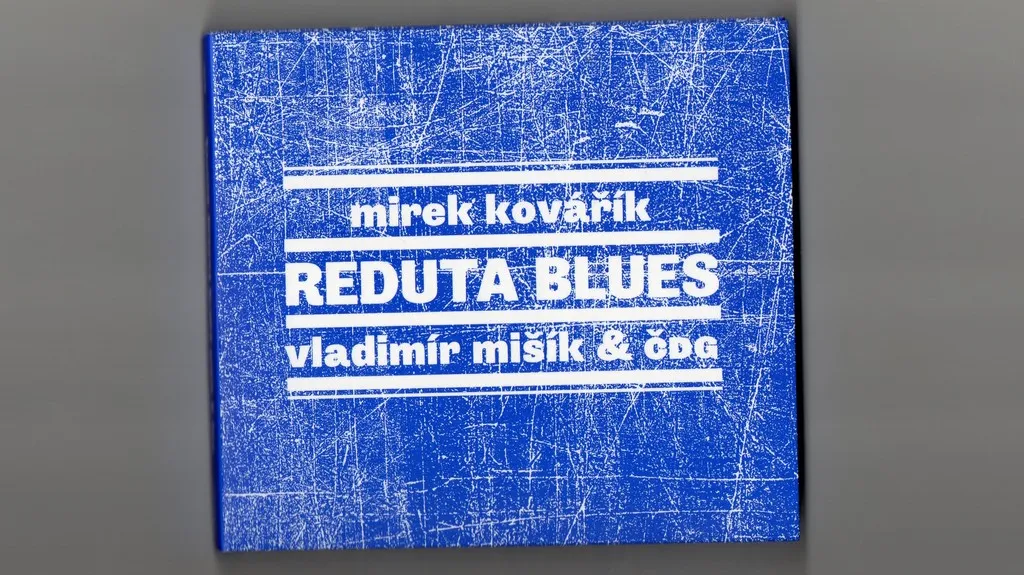 mirek kovářík
REDUTA BLUES
vladimír mišík & čDG